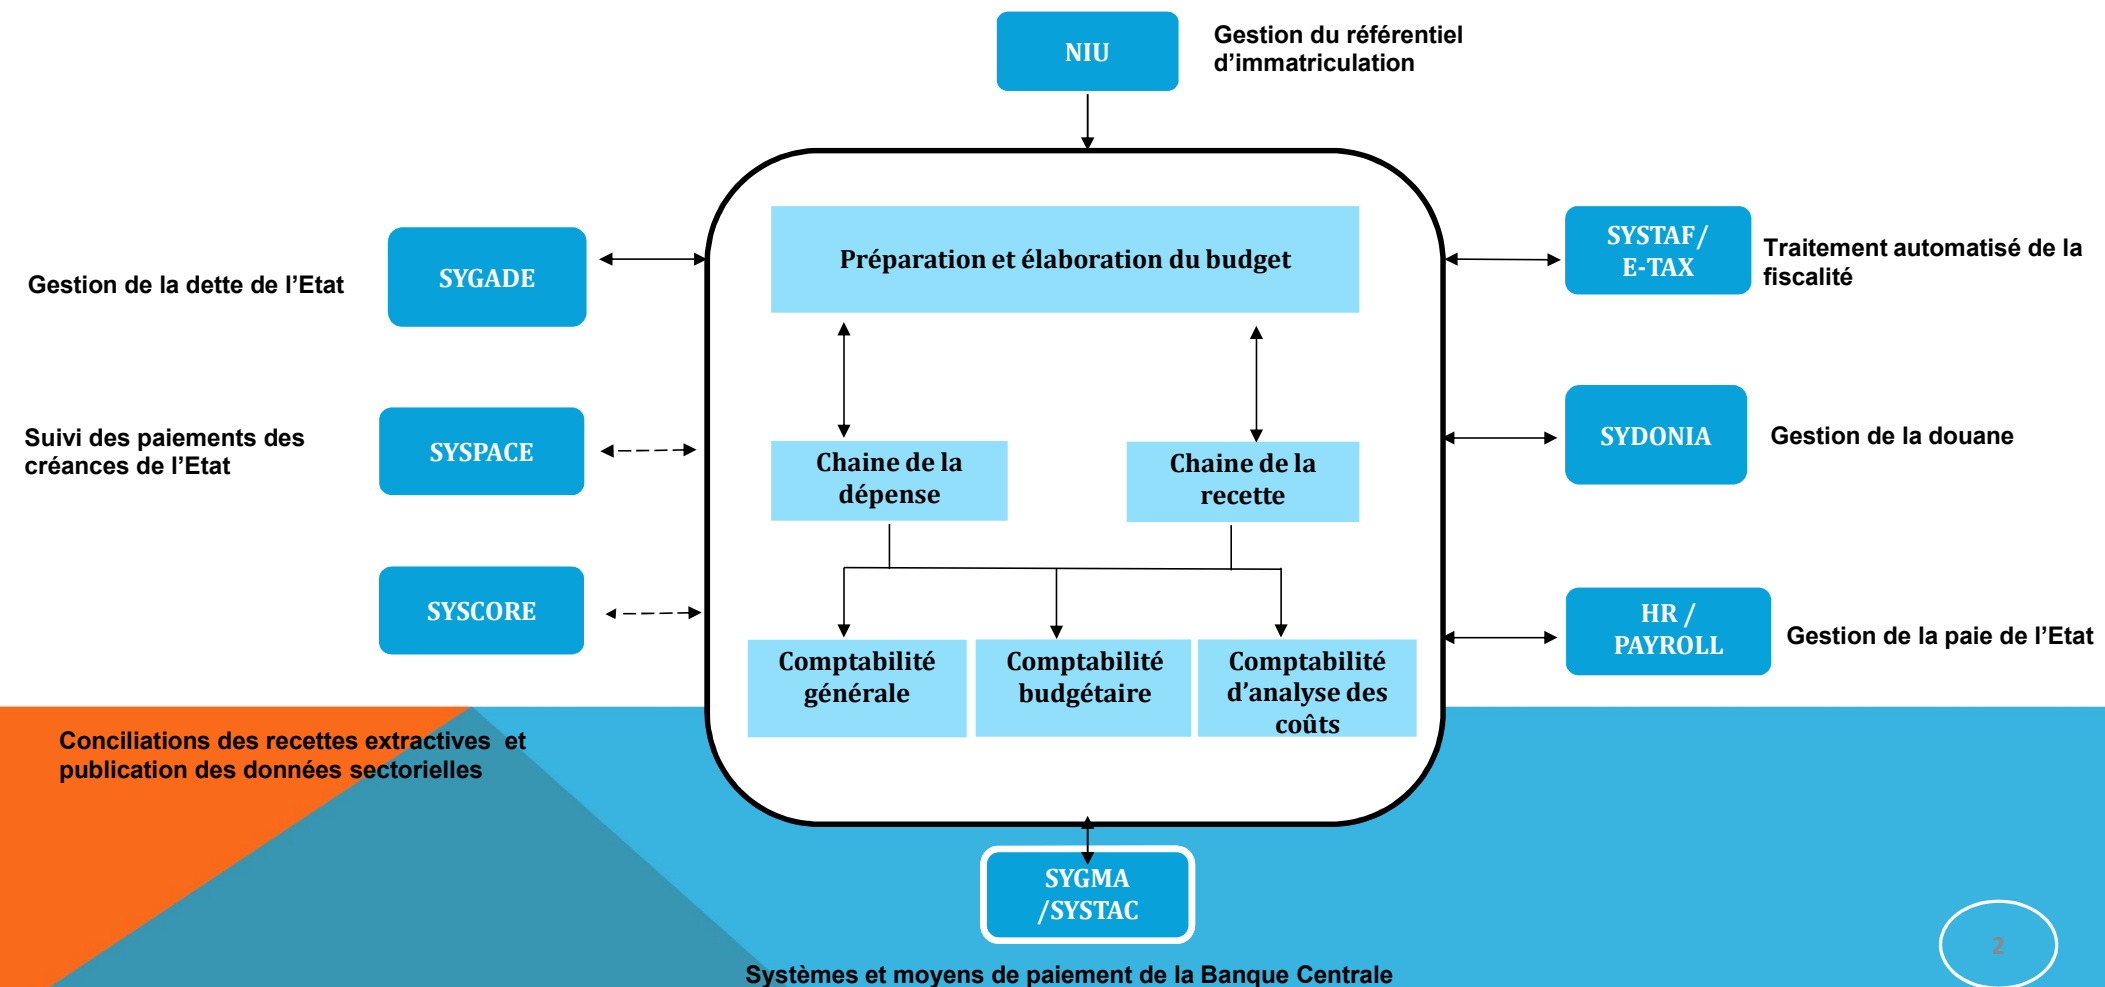 NIU
Gestion du référentiel
d’immatriculation
Préparation et élaboration du budget
SYGADE
Gestion de la dette de l’Etat
SYSTAF/
E-TAX
Traitement automatisé de la
fiscalité
Suivi des paiements des
créances de l’Etat
SYSPACE
Chaine de la
dépense
Chaine de la
recette
SYDONIA
Gestion de la douane
SYSCORE
HR /
PAYROLL
Gestion de la paie de l’Etat
Comptabilité
générale
Comptabilité
budgétaire
Comptabilité
d’analyse des
coûts
Conciliations des recettes extractives et
publication des données sectorielles
SYGMA
/SYSTAC
2
Systèmes et moyens de paiement de la Banque Centrale